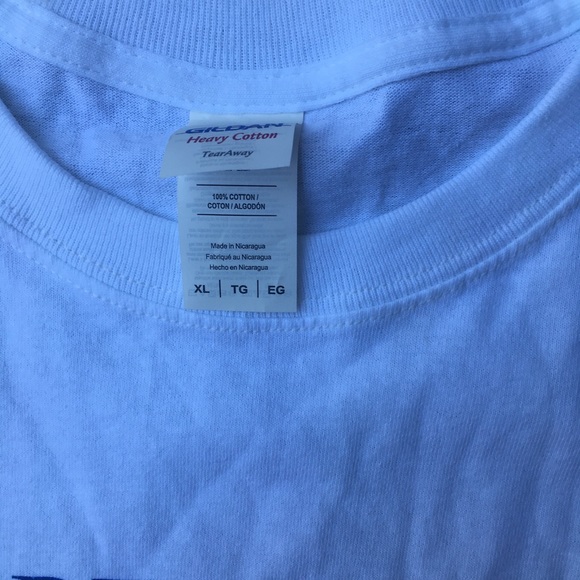 GILDAN
Heavy Cotton
TearAway
100% COTTON /
COTON / ALGODÓN
Made in Nicaragua
Fabriqué au Nicaragua
Hecho en Nicaragua
XL | TG | EG